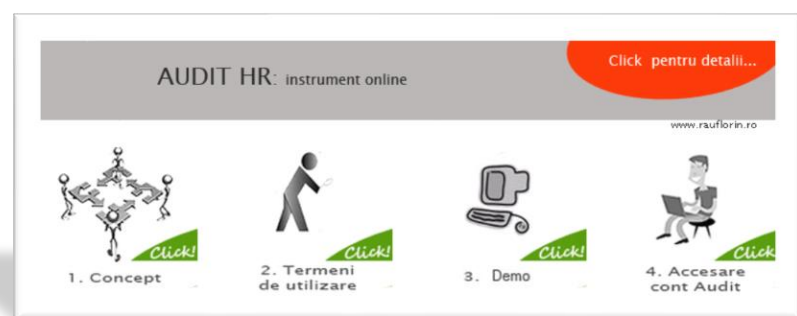 AUDIT HR: instrument online
Click pentru detalii...
www.rauflorin.ro
Click!
Click!
Click!
Click!
1. Concept
2. Termeni
de utilizare
3. Demo
4. Accesare
cont Audit